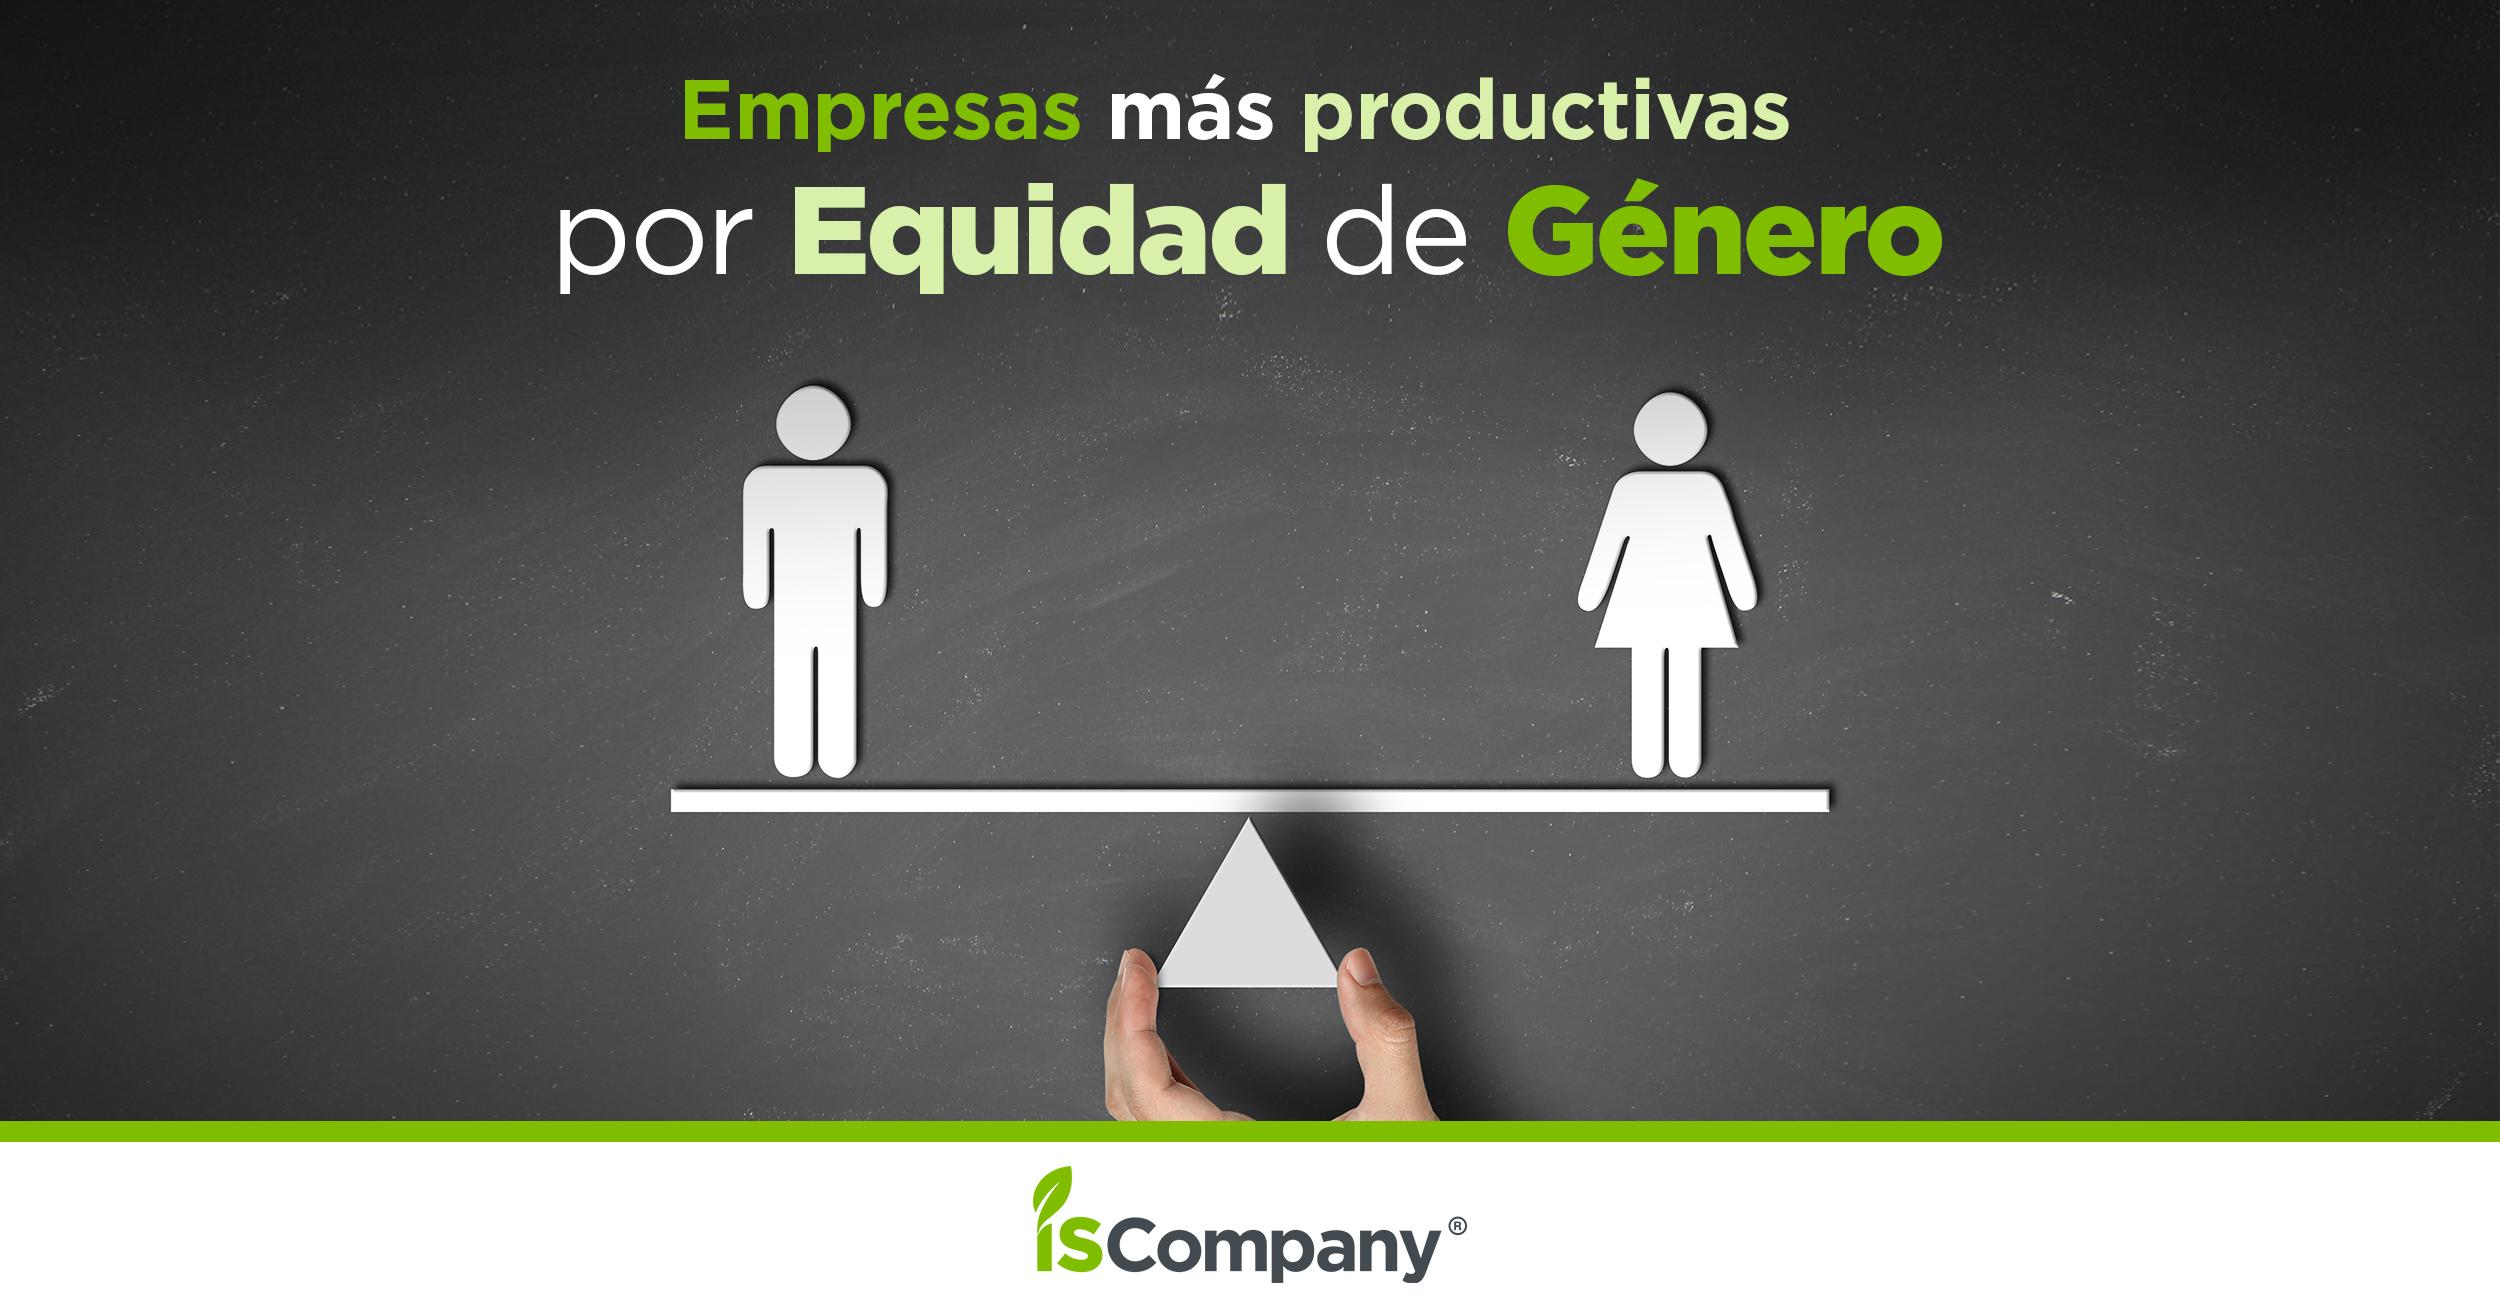 Empresas más productivas
por Equidad de Género
isCompany®